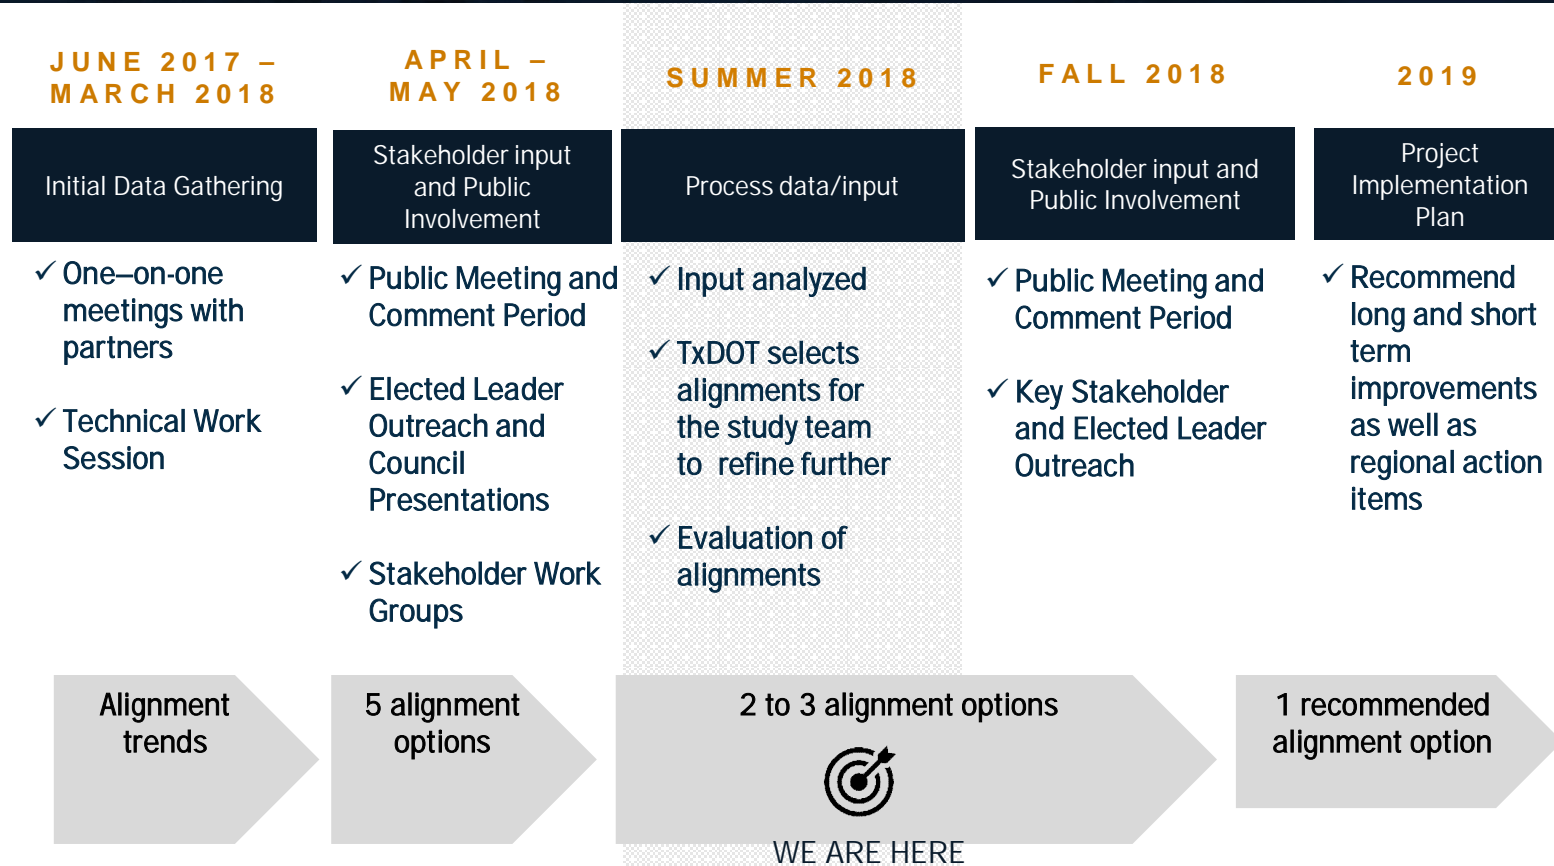 JUNE 2017 –
MARCH 2018
APRIL –
MAY 2018
SUMMER 2018
FALL 2018
2019
Initial Data Gathering
Stakeholder input
and Public
Involvement
Process data/input
Stakeholder input and
Public Involvement
Project
Implementation
Plan
✓ One–on-one
meetings with
partners
✓ Technical Work
Session
✓ Public Meeting and
Comment Period
✓ Elected Leader
Outreach and
Council
Presentations
✓ Stakeholder Work
Groups
✓ Input analyzed
✓ TxDOT selects
alignments for
the study team
to refine further
✓ Evaluation of
alignments
✓ Public Meeting and
Comment Period
✓ Key Stakeholder
and Elected Leader
Outreach
✓ Recommend
long and short
term
improvements
as well as
regional action
items
Alignment
trends
5 alignment
options
2 to 3 alignment options
WE ARE HERE
1 recommended
alignment option